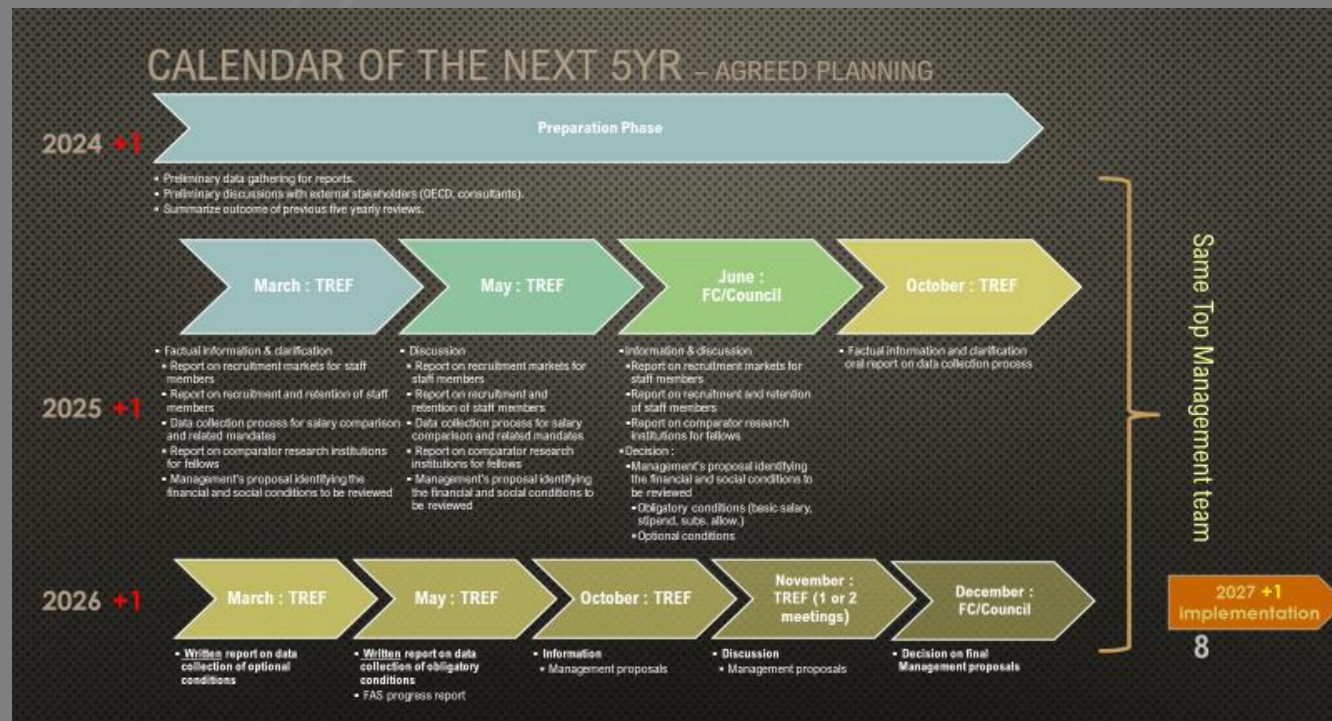 CALENDAR OF THE NEXT 5YR – AGREED PLANNING
2024 +1
Preparation Phase
▪ Preliminary data gathering for reports.
▪ Preliminary discussions with external stakeholders (OECD, consultants).
▪ Summarize outcome of previous five yearly reviews.
2025 +1
March : TREF
▪ Factual information & clarification
▪ Report on recruitment markets for staff
members
▪ Report on recruitment and retention of staff
members
▪ Data collection process for salary comparison
and related mandates
▪ Report on comparator research institutions
for fellows
▪ Management's proposal identifying the
financial and social conditions to be reviewed
May : TREF
▪ Discussion
▪ Report on recruitment markets for
staff members
▪ Report on recruitment and
retention of staff members
▪ Data collection process for salary
comparison and related mandates
▪ Report on comparator research
institutions for fellows
▪ Management's proposal identifying
the financial and social conditions to
be reviewed
June :
FC/Council
▪Information & discussion
▪Report on recruitment markets for
staff members
▪Report on recruitment and retention
of staff members
▪Report on comparator research
institutions for fellows
▪Decision :
▪Management's proposal identifying
the financial and social conditions to
be reviewed
▪Obligatory conditions (basic salary,
stipend, subs. allow.)
▪Optional conditions
October : TREF
▪ Factual information and clarification
oral report on data collection process
2026 +1
March : TREF
▪ Written report on data
collection of optional
conditions
May : TREF
▪ Written report on data
collection of obligatory
conditions
▪ FAS progress report
October : TREF
▪ Information
▪ Management proposals
November :
TREF (1 or 2
meetings)
▪ Discussion
▪ Management proposals
December :
FC/Council
▪ Decision on final
Management proposals
Same Top Management team
2027 +1
implementation
8